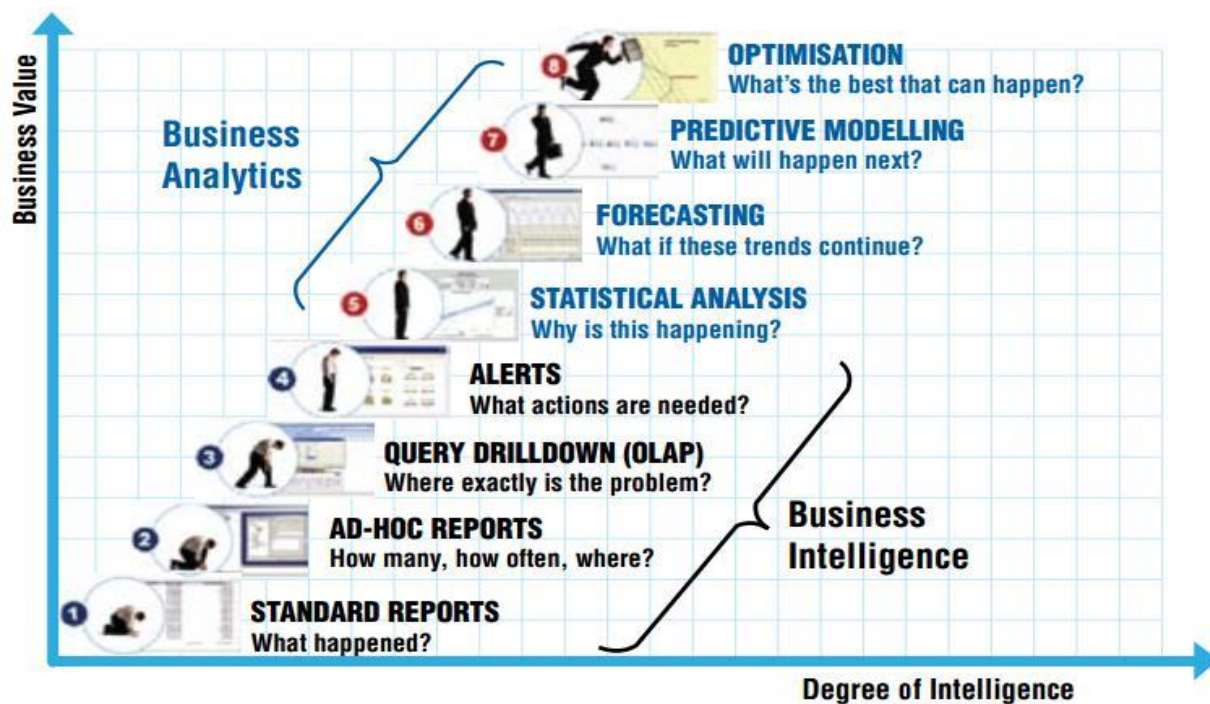 Business Value
Business
Analytics
8
OPTIMISATION
What's the best that can happen?
7
PREDICTIVE MODELLING
What will happen next?
6
FORECASTING
What if these trends continue?
5
STATISTICAL ANALYSIS
Why is this happening?
4
ALERTS
What actions are needed?
3
QUERY DRILLDOWN (OLAP)
Where exactly is the problem?
2
AD-HOC REPORTS
How many, how often, where?
1
STANDARD REPORTS
What happened?
Business
Intelligence
Degree of Intelligence